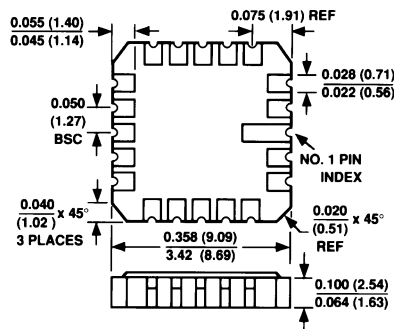 0.055 (1.40)
0.045 (1.14)
0.075 (1.91) REF
0.028 (0.71)
0.022 (0.56)
0.050
(1.27)
BSC
NO. 1 PIN
INDEX
0.040
(1.02)
x 45°
3 PLACES
0.020
(0.51)
x 45°
REF
0.358 (9.09)
3.42 (8.69)
0.100 (2.54)
0.064 (1.63)